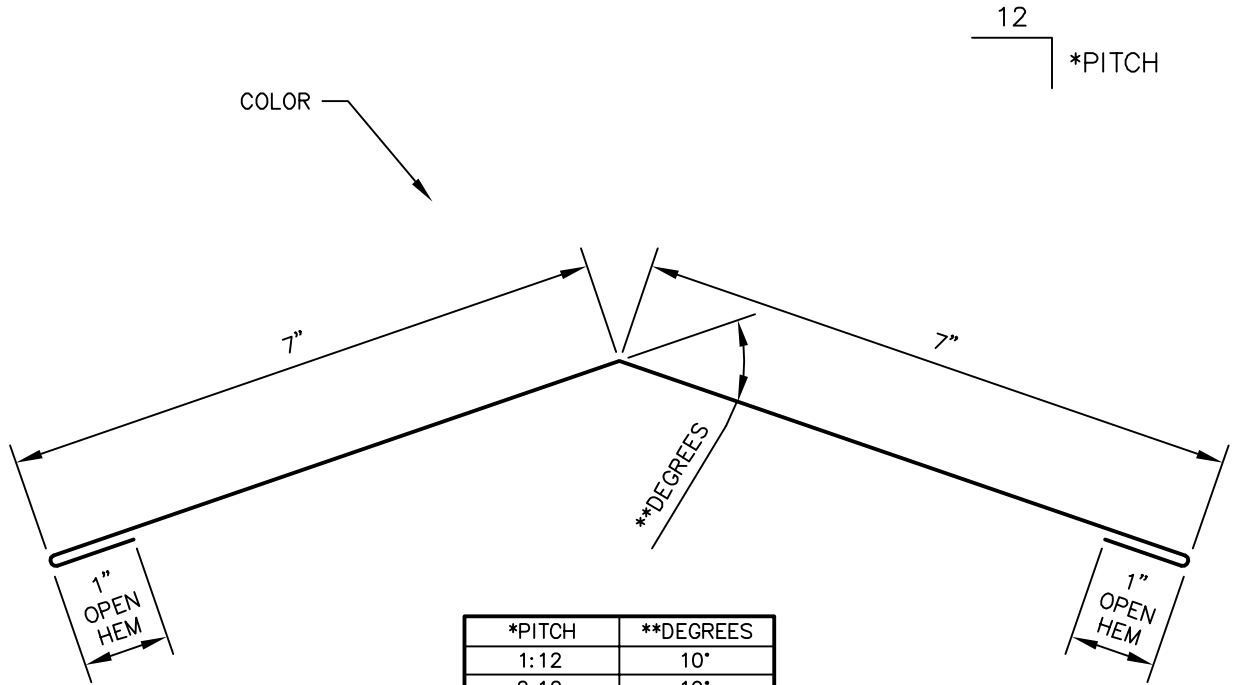 12
*PITCH
COLOR
7"
7"
**DEGREES
1"
OPEN
HEM
1"
OPEN
HEM
*PITCH **DEGREES
1:12 10°